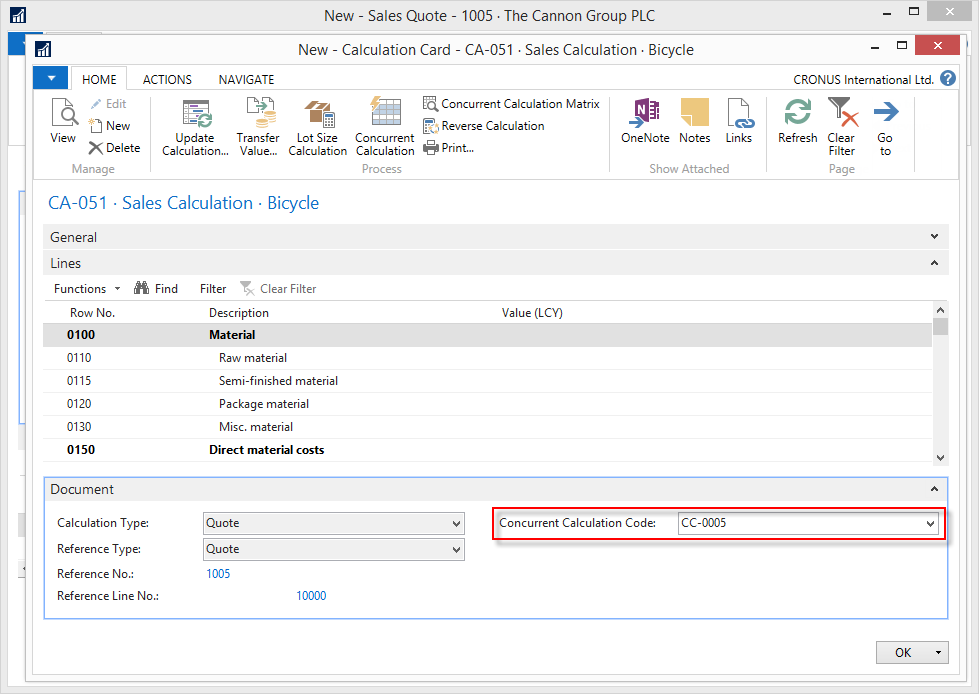 New - Sales Quote - 1005 · The Cannon Group PLC
New - Calculation Card - CA-051 · Sales Calculation · Bicycle
HOME ACTIONS NAVIGATE CRONUS International Ltd. ?
View
Edit
New
Delete
Manage
Update Calculation...
Transfer Value...
Lot Size Calculation
Concurrent Calculation
Concurrent Calculation Matrix
Reverse Calculation
Print...
Process
OneNote
Notes
Links
Show Attached
Refresh
Clear Filter
Go to
Page
CA-051 · Sales Calculation · Bicycle
General
Lines
Functions Find Filter Clear Filter
Row No. Description Value (LCY)
0100 Material
0110 Raw material
0115 Semi-finished material
0120 Package material
0130 Misc. material
0150 Direct material costs
Document
Calculation Type: Quote Concurrent Calculation Code: CC-0005
Reference Type: Quote
Reference No.: 1005
Reference Line No.: 10000
OK